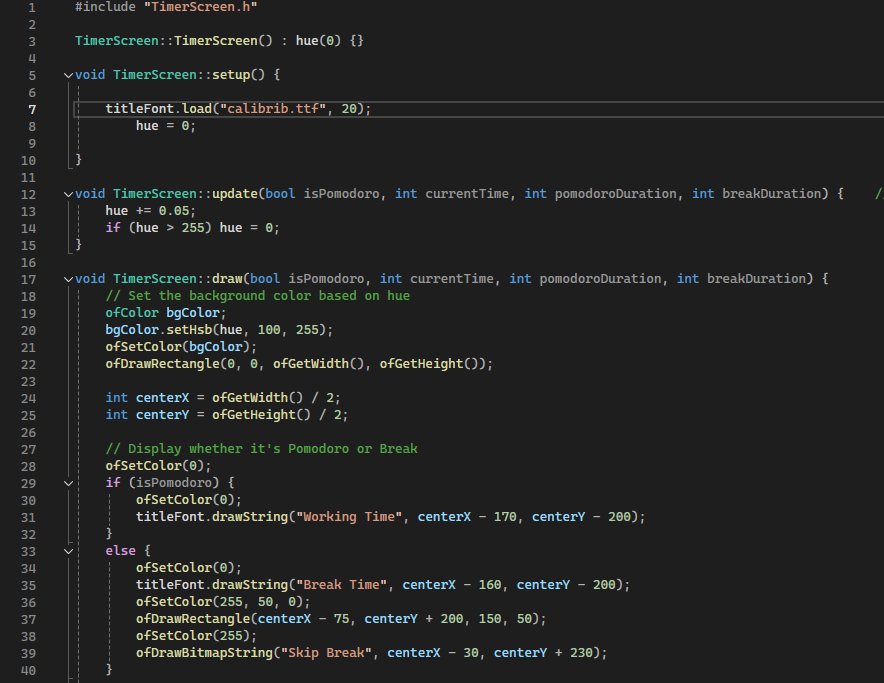 1 #include "TimerScreen.h"
2
3 TimerScreen::TimerScreen() : hue(0) {}
4
5 void TimerScreen::setup() {
6
7 titleFont.load("calibrib.ttf", 20);
8 hue = 0;
9
10 }
11
12 void TimerScreen::update(bool isPomodoro, int currentTime, int pomodoroDuration, int breakDuration) { /
13 hue += 0.05;
14 if (hue > 255) hue = 0;
15 }
16
17 void TimerScreen::draw(bool isPomodoro, int currentTime, int pomodoroDuration, int breakDuration) {
18 // Set the background color based on hue
19 ofColor bgColor;
20 bgColor.setHsb(hue, 100, 255);
21 ofSetColor(bgColor);
22 ofDrawRectangle(0, 0, ofGetWidth(), ofGetHeight());
23
24 int centerX = ofGetWidth() / 2;
25 int centerY = ofGetHeight() / 2;
26
27 // Display whether it's Pomodoro or Break
28 ofSetColor(0);
29 if (isPomodoro) {
30 ofSetColor(0);
31 titleFont.drawString("Working Time", centerX - 170, centerY - 200);
32 }
33 else {
34 ofSetColor(0);
35 titleFont.drawString("Break Time", centerX - 160, centerY - 200);
36 ofSetColor(255, 50, 0);
37 ofDrawRectangle(centerX - 75, centerY + 200, 150, 50);
38 ofSetColor(255);
39 ofDrawBitmapString("Skip Break", centerX - 30, centerY + 230);
40 }